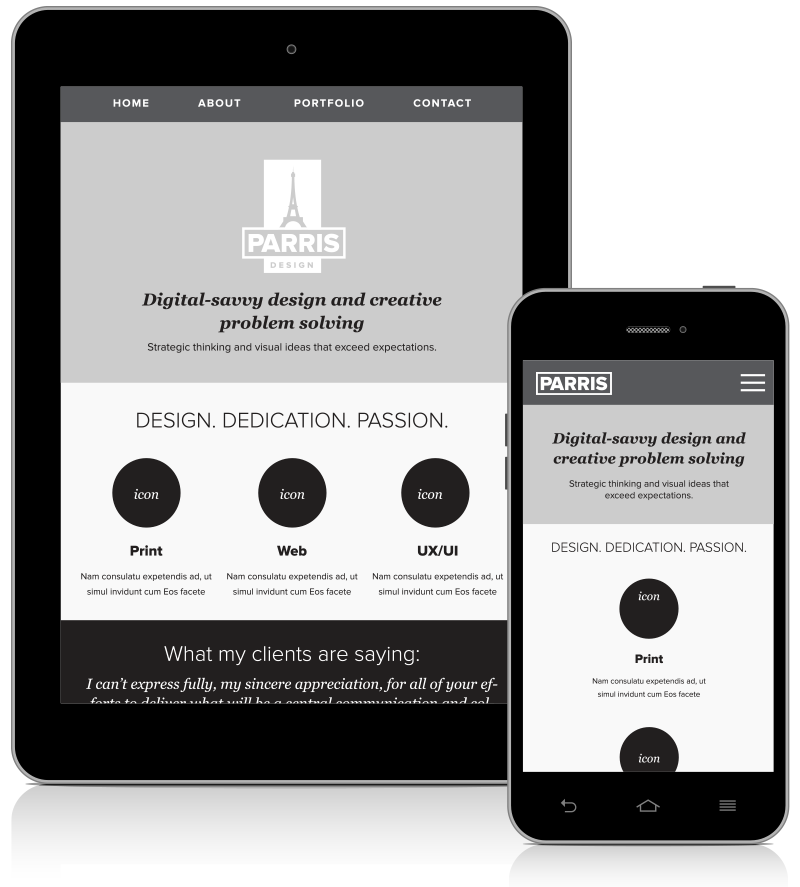 HOME ABOUT PORTFOLIO CONTACT
PARRIS
DESIGN
Digital-savvy design and creative
problem solving
Strategic thinking and visual ideas that exceed expectations.
DESIGN. DEDICATION. PASSION.
icon icon icon
Print Web UX/UI
Nam consulatu expetendis ad, ut Nam consulatu expetendis ad, ut Nam consulatu expetendis ad, ut
simul invidunt cum Eos facete simul invidunt cum Eos facete simul invidunt cum Eos facete
What my clients are saying:
I can't express fully, my sincere appreciation, for all of your ef-
forts to deliver what will be a central communication and col-
PARRIS
Digital-savvy design and
creative problem solving
Strategic thinking and visual ideas that
exceed expectations.
DESIGN. DEDICATION. PASSION.
icon
Print
Nam consulatu expetendis ad, ut
simul invidunt cum Eos facete
icon